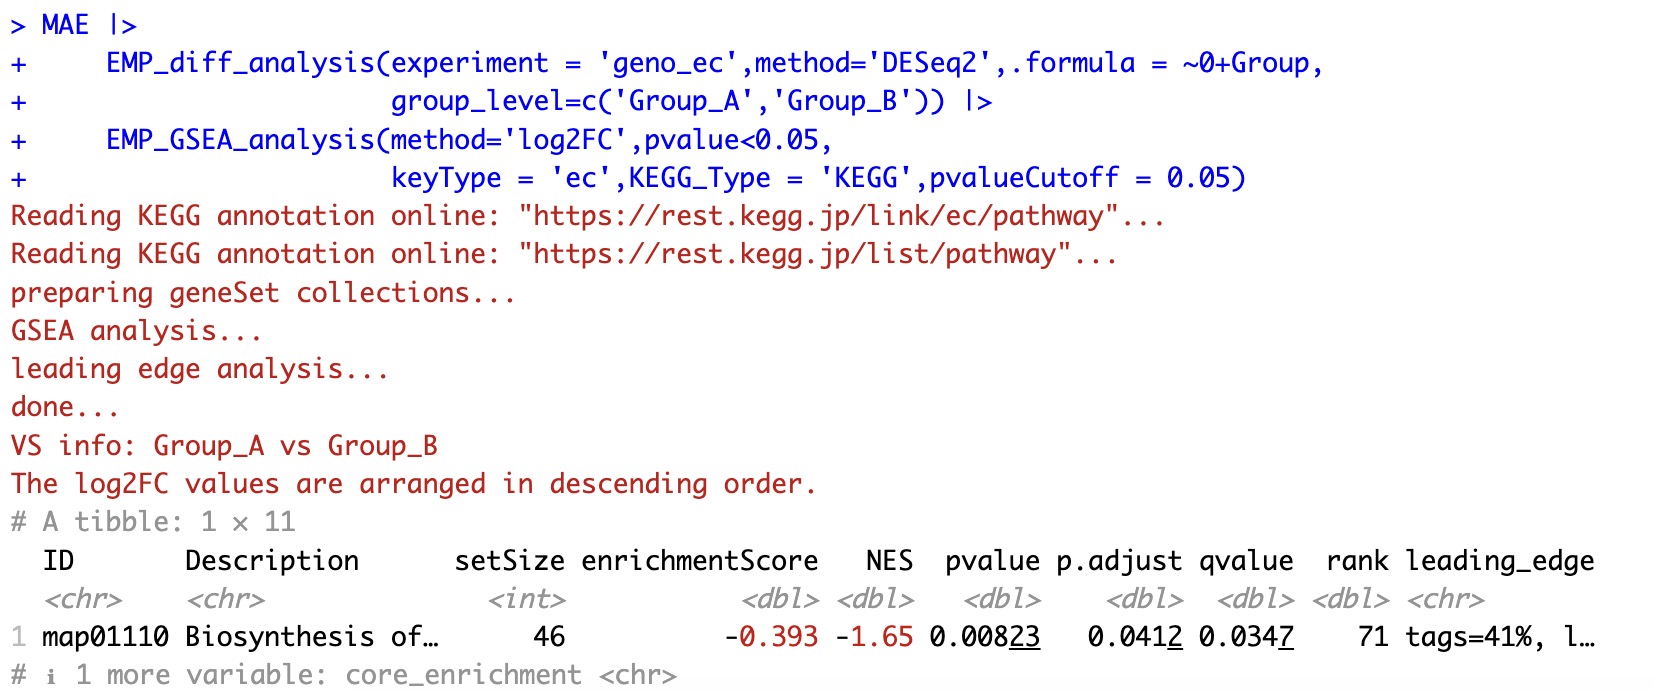 > MAE |>
+     EMP_diff_analysis(experiment = 'geno_ec',method='DESeq2',.formula = ~0+Group,
+                       group_level=c('Group_A','Group_B')) |>
+     EMP_GSEA_analysis(method='log2FC',pvalue<0.05,
+                       keyType = 'ec',KEGG_Type = 'KEGG',pvalueCutoff = 0.05)
Reading KEGG annotation online: "https://rest.kegg.jp/link/ec/pathway"...
Reading KEGG annotation online: "https://rest.kegg.jp/list/pathway"...
preparing geneSet collections...
GSEA analysis...
leading edge analysis...
done...
VS info: Group_A vs Group_B
The log2FC values are arranged in descending order.
# A tibble: 1 × 11
  ID       Description      setSize enrichmentScore   NES  pvalue p.adjust qvalue  rank leading_edge
  <chr>    <chr>              <int>           <dbl> <dbl>   <dbl>    <dbl>  <dbl> <dbl> <chr>
1 map01110 Biosynthesis of…      46          -0.393 -1.65 0.00823   0.0412 0.0347    71 tags=41%, l…
# ℹ 1 more variable: core_enrichment <chr>